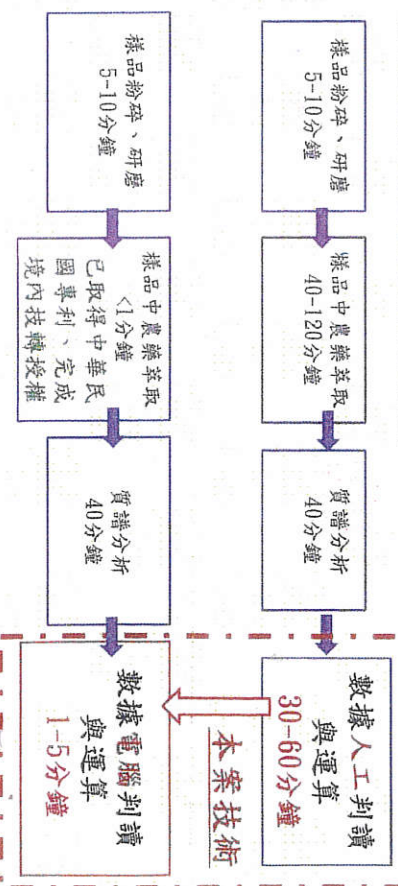 樣品粉碎、研磨
5-10分鐘
樣品中農藥萃取
40-120分鐘
質譜分析
40分鐘
數據人工判讀
與運算
30-60分鐘
本案技術
樣品粉碎、研磨
5-10分鐘
樣品中農藥萃取
<1分鐘
已取得中華民
國專利、完成
境內技轉授權
質譜分析
40分鐘
數據電腦判讀
與運算
1-5分鐘